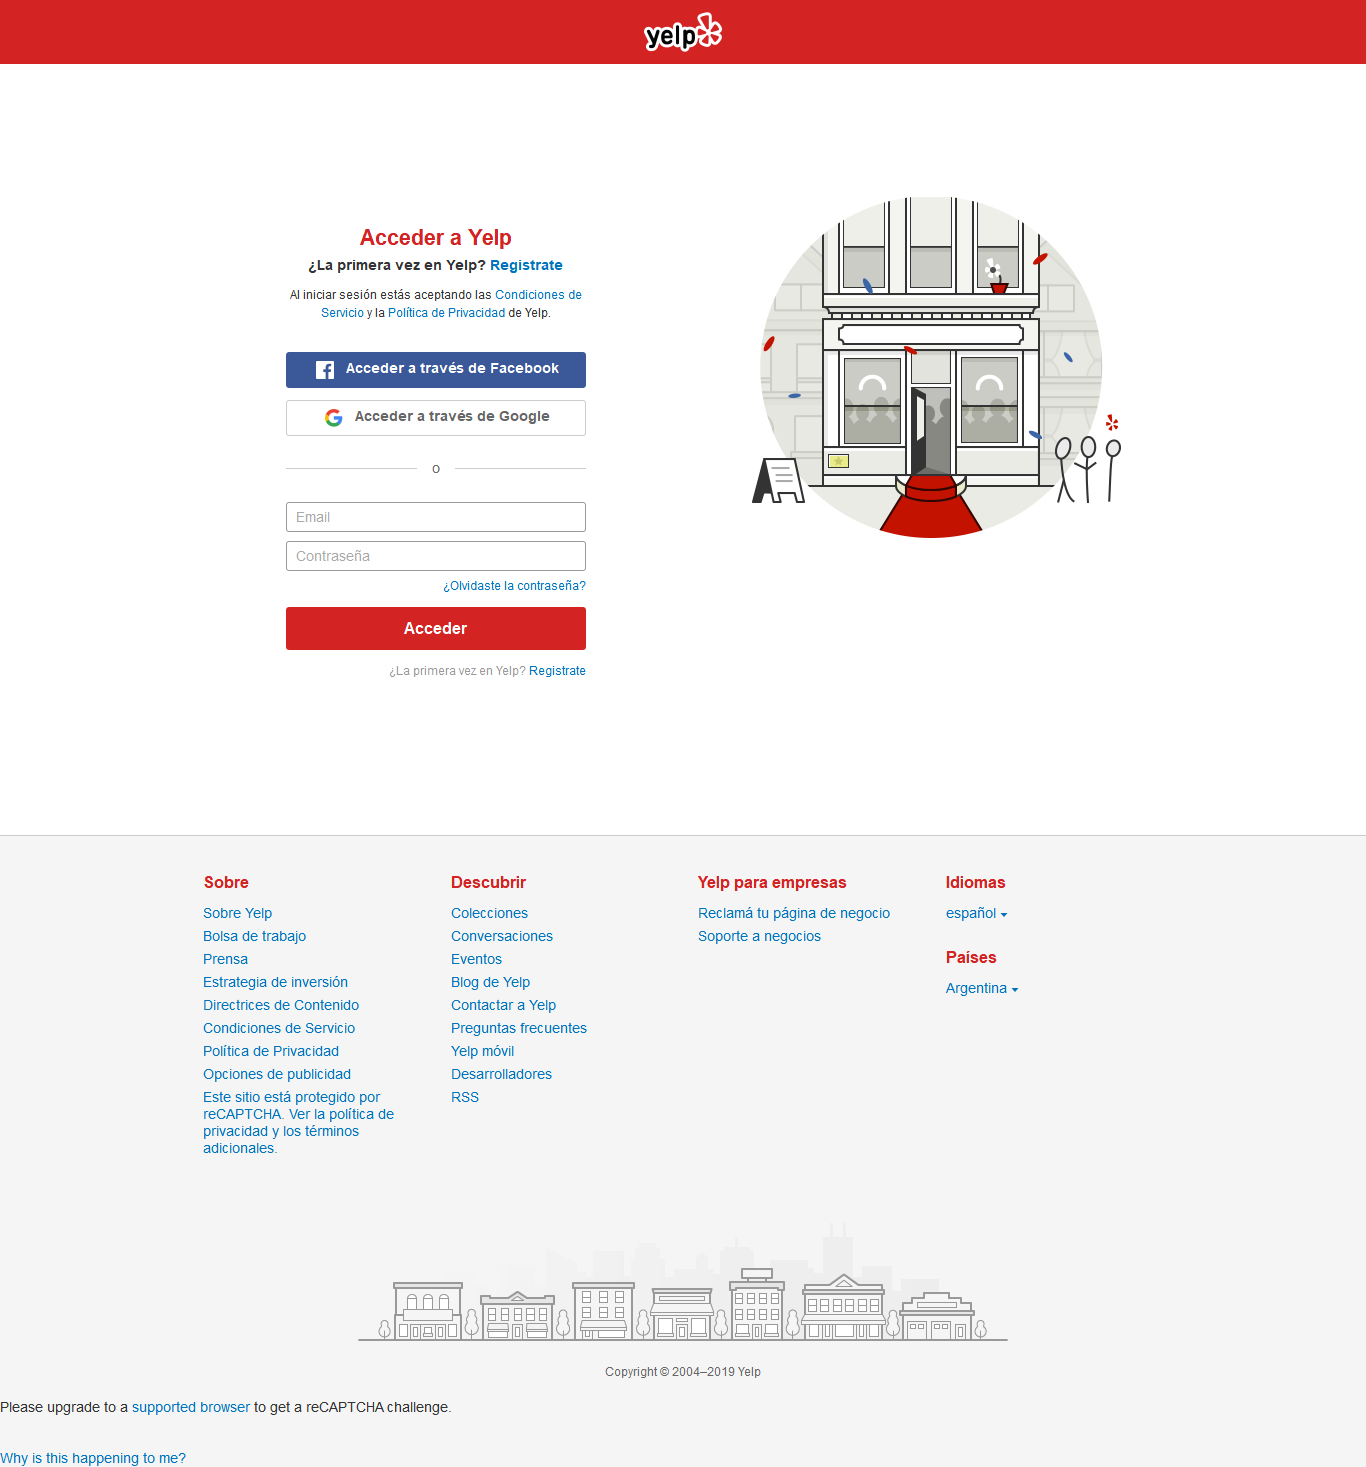 yelp
Acceder a Yelp
¿La primera vez en Yelp? Registrate
Al iniciar sesión estás aceptando las Condiciones de
Servicio y la Política de Privacidad de Yelp.
Acceder a través de Facebook
Acceder a través de Google
o
Email
Contraseña
¿Olvidaste la contraseña?
Acceder
¿La primera vez en Yelp? Registrate
Sobre
Sobre Yelp
Bolsa de trabajo
Prensa
Estrategia de inversión
Directrices de Contenido
Condiciones de Servicio
Política de Privacidad
Opciones de publicidad
Este sitio está protegido por
reCAPTCHA. Ver la política de
privacidad y los términos
adicionales.
Descubrir
Colecciones
Conversaciones
Eventos
Blog de Yelp
Contactar a Yelp
Preguntas frecuentes
Yelp móvil
Desarrolladores
RSS
Yelp para empresas
Reclamá tu página de negocio
Soporte a negocios
Idiomas
español
Países
Argentina
Copyright © 2004–2019 Yelp
Please upgrade to a supported browser to get a reCAPTCHA challenge.
Why is this happening to me?